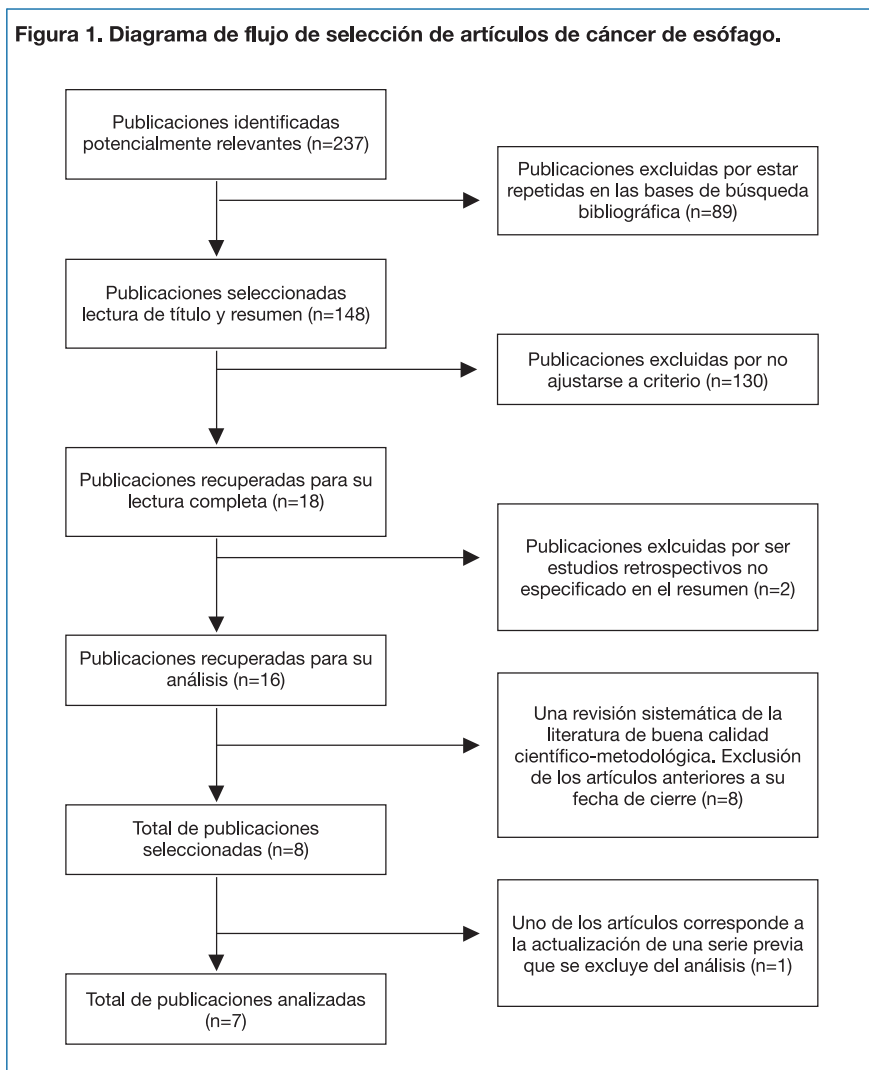 Figura 1. Diagrama de flujo de selección de artículos de cáncer de esófago.
Publicaciones identificadas
potencialmente relevantes (n=237)
Publicaciones excluidas por estar
repetidas en las bases de búsqueda
bibliográfica (n=89)
Publicaciones seleccionadas
lectura de título y resumen (n=148)
Publicaciones excluidas por no
ajustarse a criterio (n=130)
Publicaciones recuperadas para su
lectura completa (n=18)
Publicaciones exlcuidas por ser
estudios retrospectivos no
especificado en el resumen (n=2)
Publicaciones recuperadas para su
análisis (n=16)
Una revisión sistemática de la
literatura de buena calidad
científico-metodológica. Exclusión
de los artículos anteriores a su
fecha de cierre (n=8)
Total de publicaciones
seleccionadas (n=8)
Uno de los artículos corresponde a
la actualización de una serie previa
que se excluye del análisis (n=1)
Total de publicaciones analizadas
(n=7)